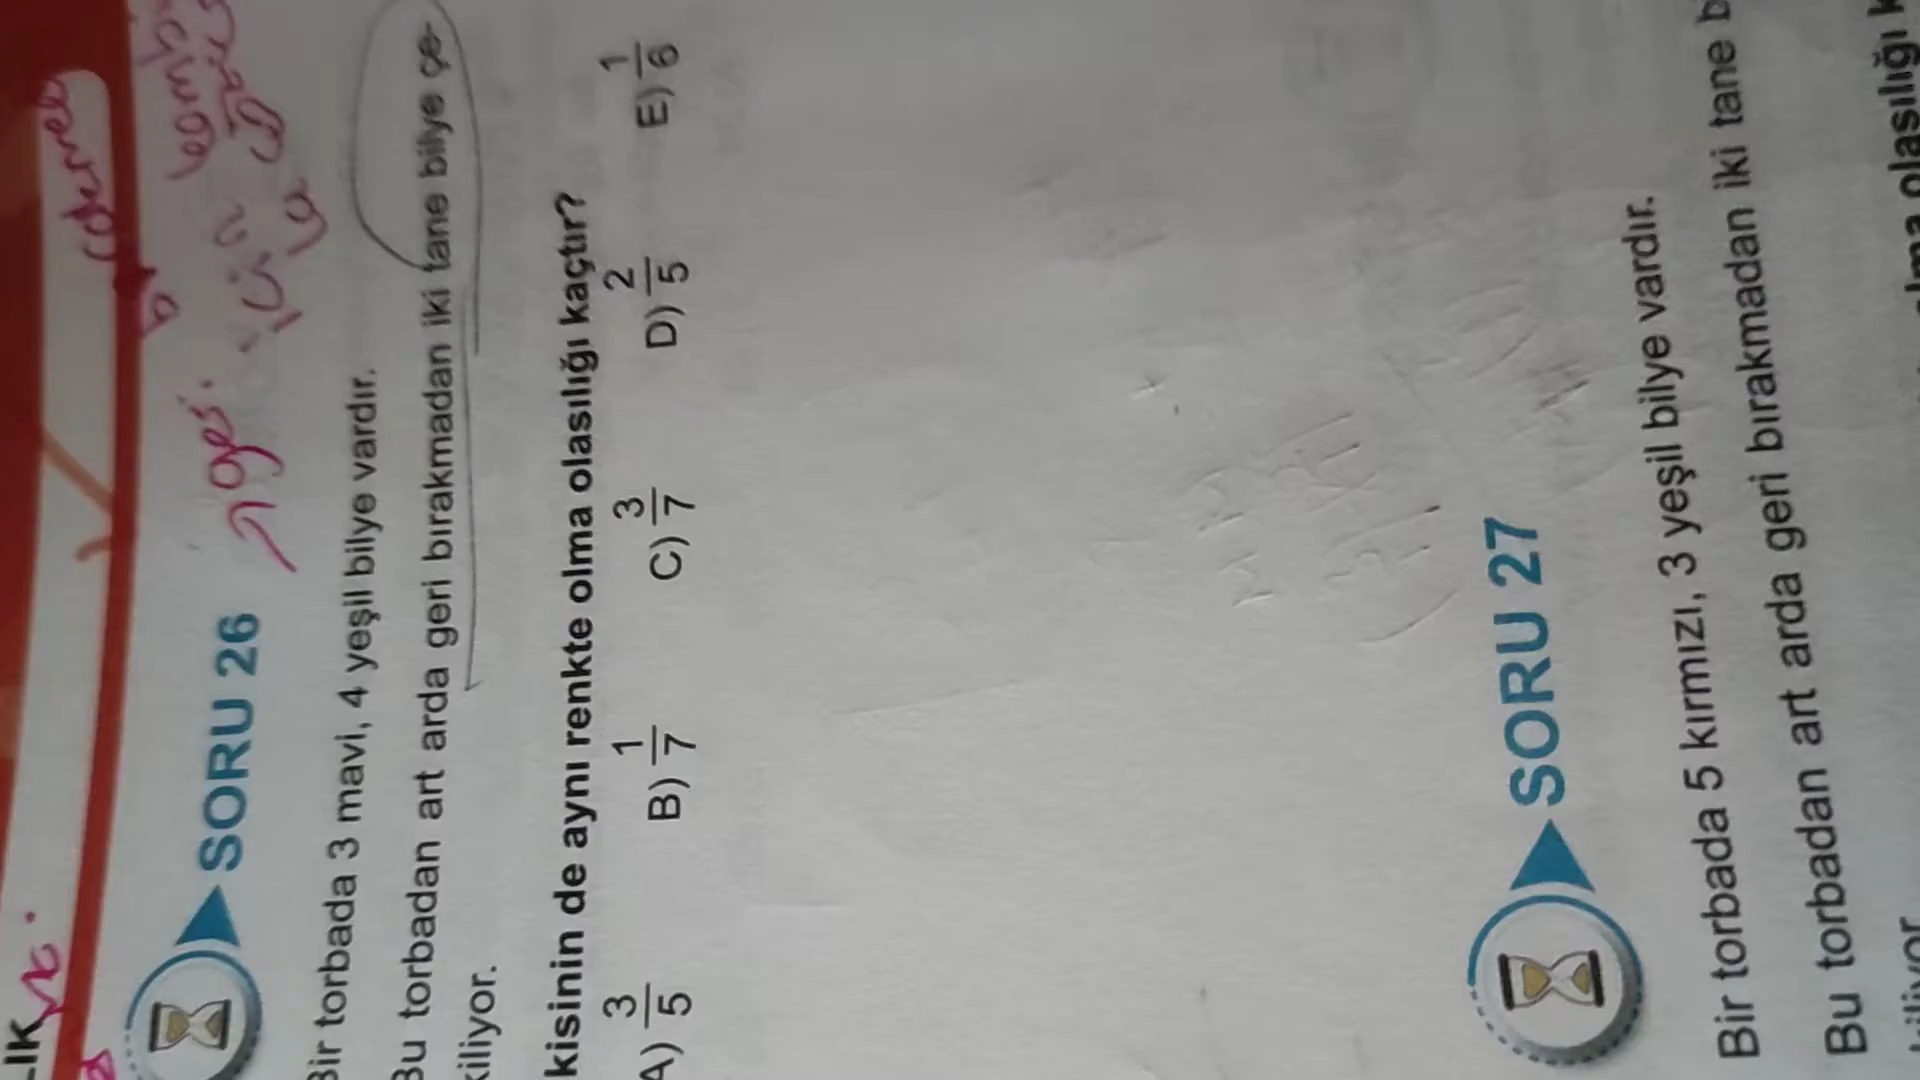 SORU 26
Bir torbada 3 mavi, 4 yeşil bilye vardır.
Bu torbadan art arda geri bırakmadan iki tane bilye çe-
kiliyor.
kisinin de aynı renkte olma olasılığı kaçtır?
A) 3/5 B) 1/7 C) 3/7 D) 2/5 E) 1/6
SORU 27
Bir torbada 5 kırmızı, 3 yeşil bilye vardır.
Bu torbadan art arda geri bırakmadan iki tane b
olma olasılığı k